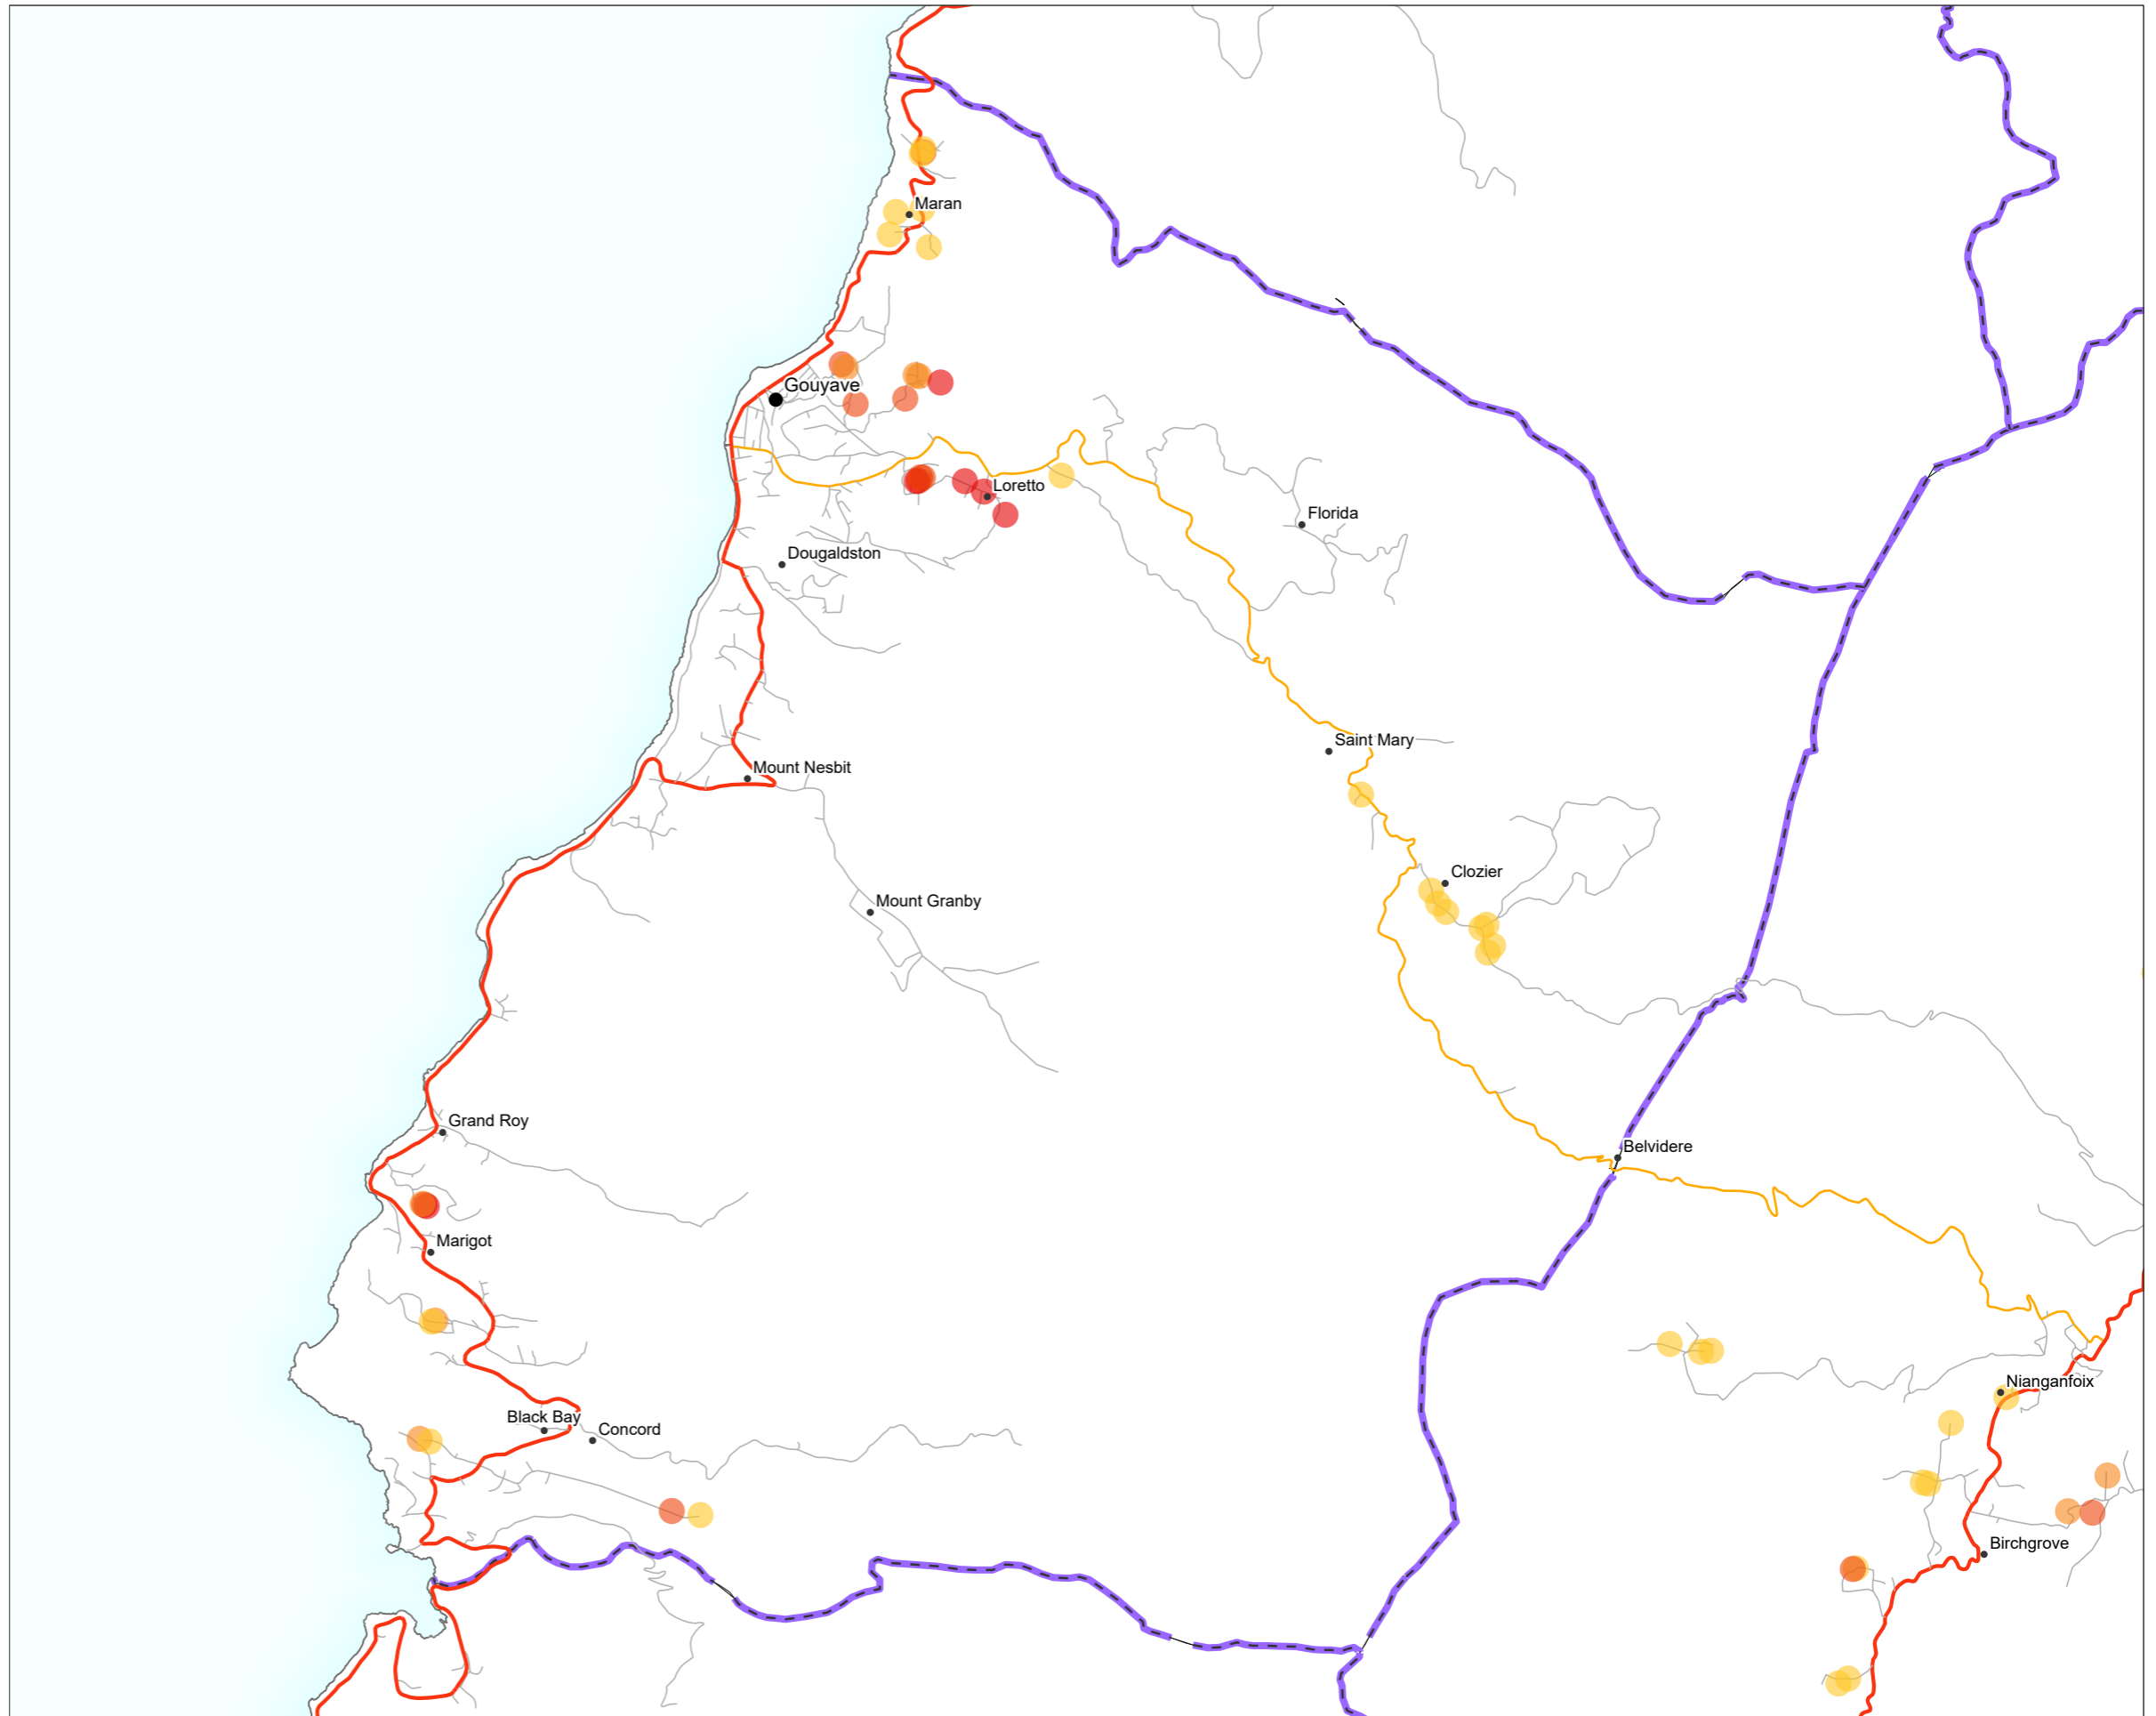 Maran
Gouyave
Loretto
Florida
Dougaldston
Saint Mary
Mount Nesbit
Clozier
Mount Granby
Grand Roy
Belvidere
Marigot
Nianganfoix
Black Bay
Concord
Birchgrove